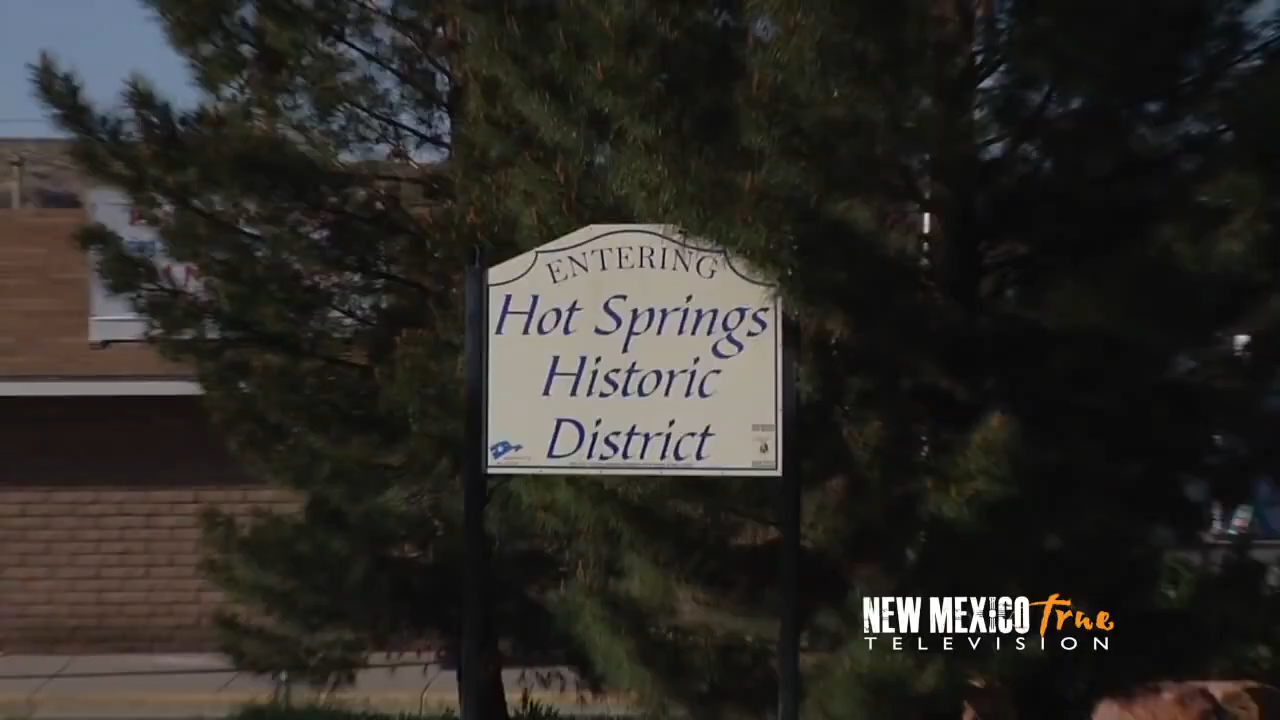 ENTERING
Hot Springs
Historic
District
NEW MEXICO True
TELEVISION